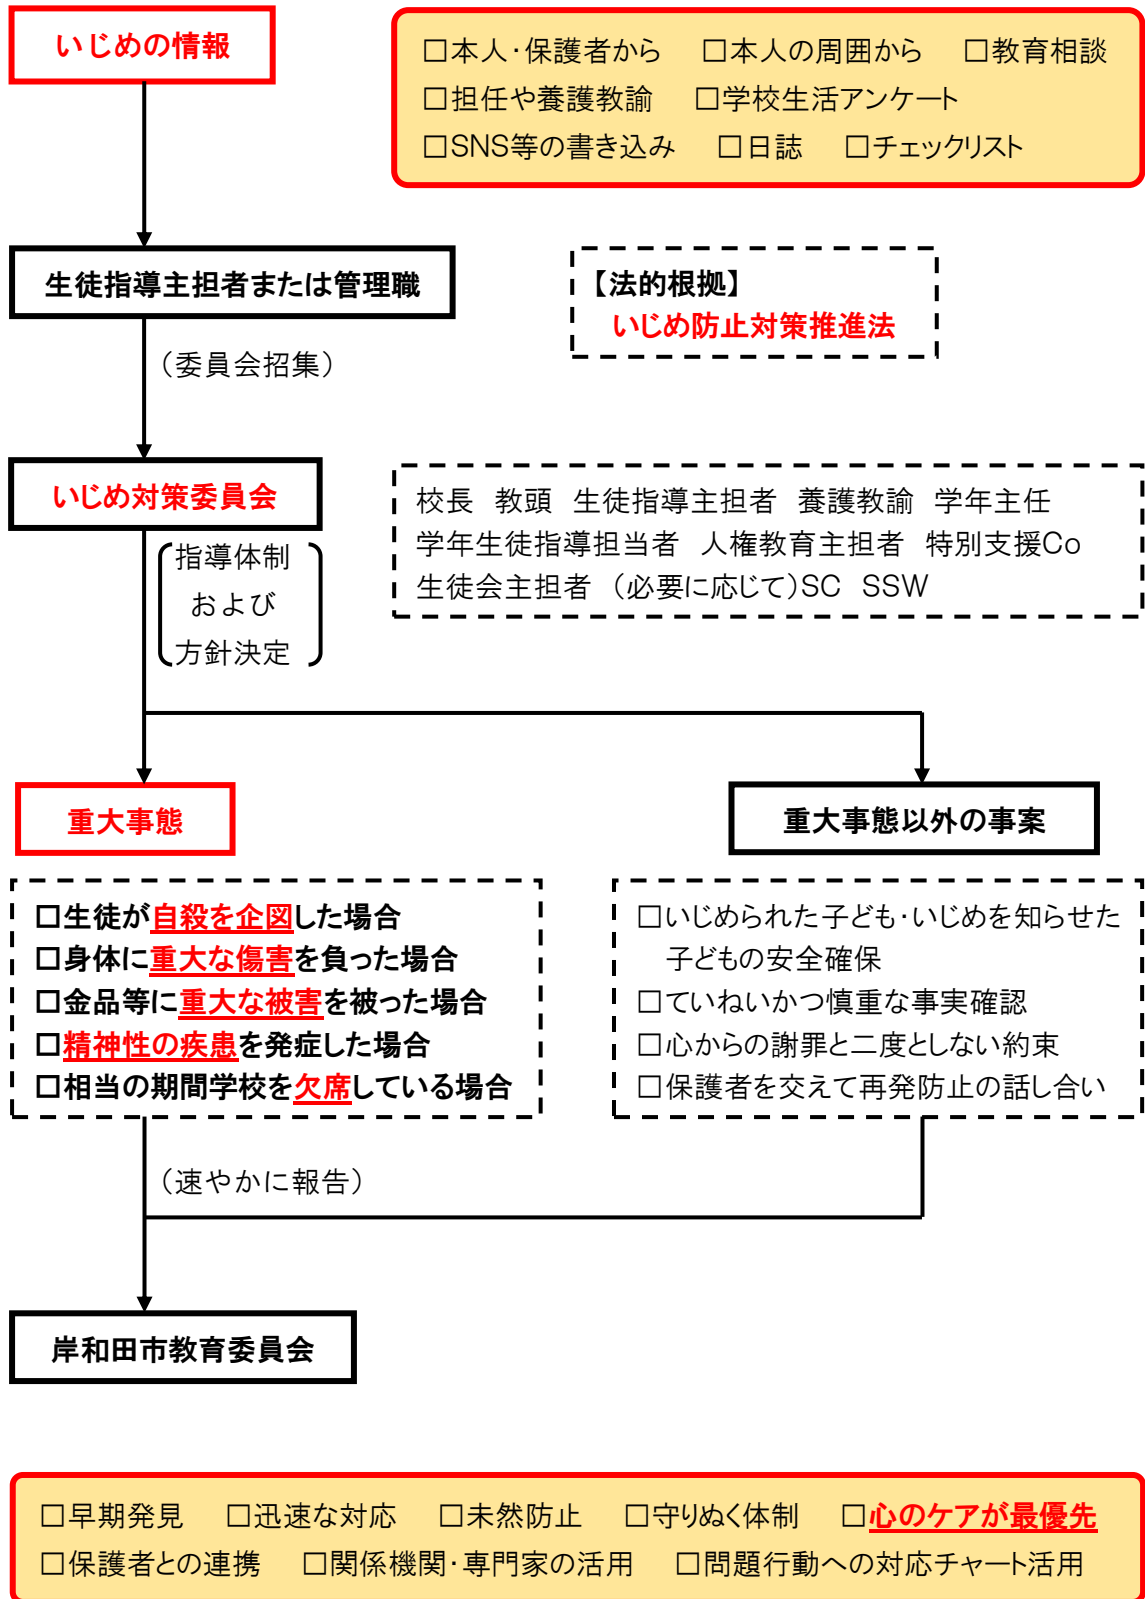 いじめの情報
□本人・保護者から　□本人の周囲から　□教育相談
□担任や養護教諭　□学校生活アンケート
□SNS等の書き込み　□日誌　□チェックリスト
生徒指導主担者または管理職
【法的根拠】
いじめ防止対策推進法
（委員会招集）
いじめ対策委員会
校長　教頭　生徒指導主担者　養護教諭　学年主任
学年生徒指導担当者　人権教育主担者　特別支援Co
生徒会主担者　（必要に応じて）SC　SSW
指導体制
および
方針決定
重大事態
重大事態以外の事案
□生徒が自殺を企図した場合
□身体に重大な傷害を負った場合
□金品等に重大な被害を被った場合
□精神性の疾患を発症した場合
□相当の期間学校を欠席している場合
□いじめられた子ども・いじめを知らせた
子どもの安全確保
□ていねいかつ慎重な事実確認
□心からの謝罪と二度としない約束
□保護者を交えて再発防止の話し合い
（速やかに報告）
岸和田市教育委員会
□早期発見　□迅速な対応　□未然防止　□守りぬく体制　□心のケアが最優先
□保護者との連携　□関係機関・専門家の活用　□問題行動への対応チャート活用